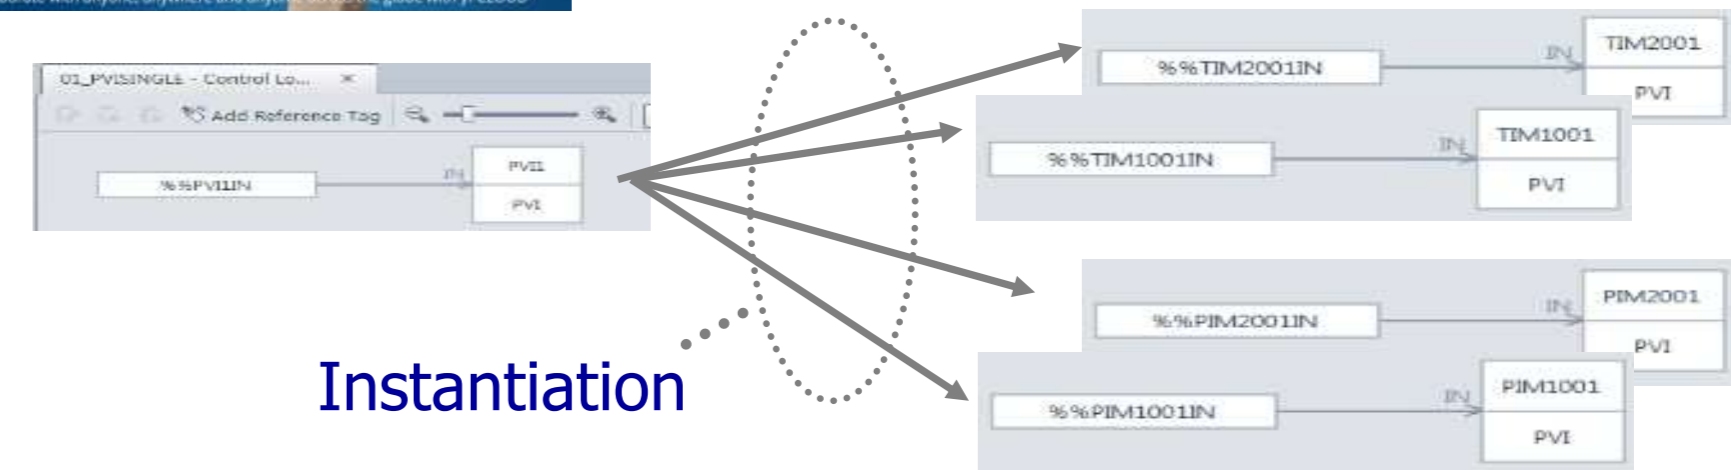 01_PVISINGLE - Control Lo...
Add Reference Tag
%%PVI1IN
IN
PVI1
PVI
Instantiation
%%TIM2001IN
IN
TIM2001
PVI
%%TIM1001IN
IN
TIM1001
PVI
%%PIM2001IN
IN
PIM2001
PVI
%%PIM1001IN
IN
PIM1001
PVI